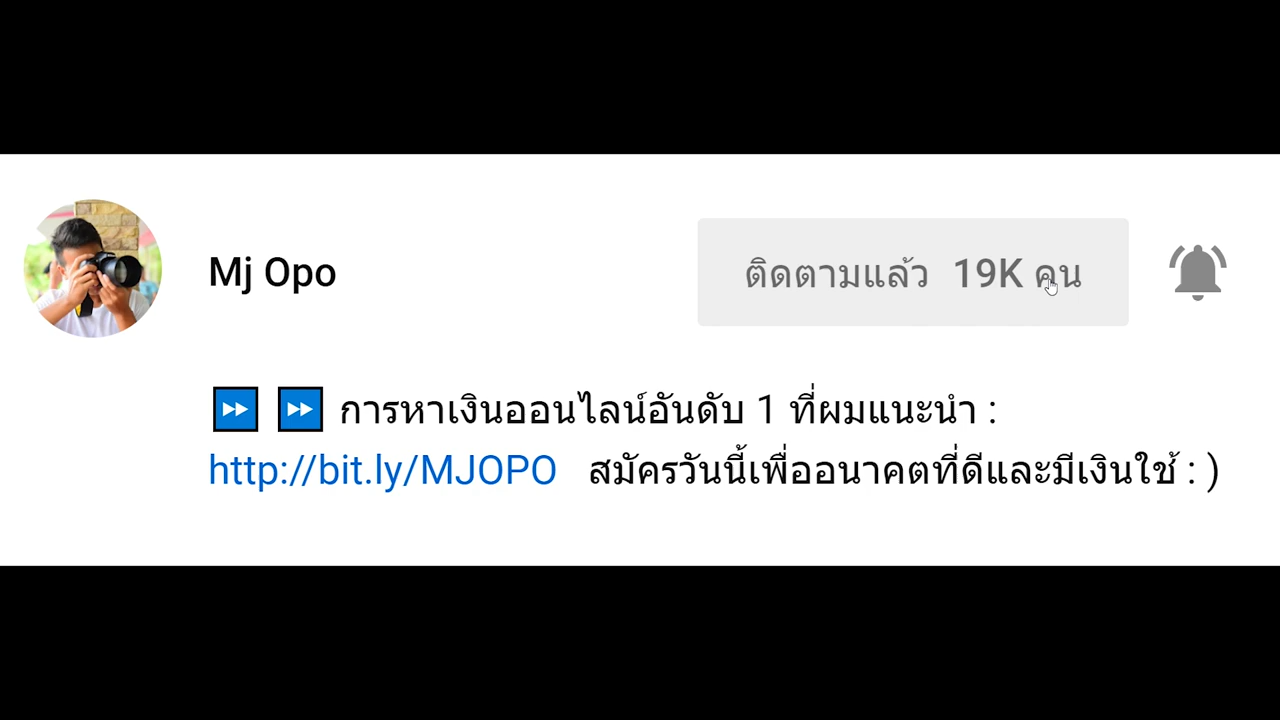 Mj Opo
ติดตามแล้ว 19K คน
⏩ ⏩ การหาเงินออนไลน์อันดับ 1 ที่ผมแนะนำ :
http://bit.ly/MJOPO สมัครวันนี้เพื่ออนาคตที่ดีและมีเงินใช้ : )